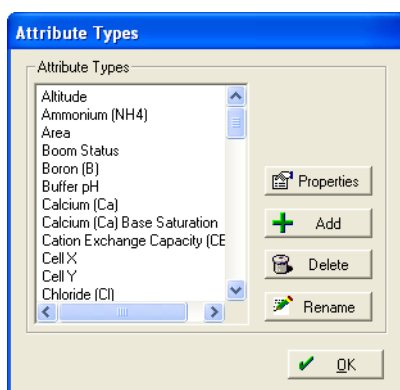 Attribute Types
Attribute Types
Altitude
Ammonium (NH4)
Area
Boom Status
Boron (B)
Buffer pH
Calcium (Ca)
Calcium (Ca) Base Saturation
Cation Exchange Capacity (CE
Cell X
Cell Y
Chloride (Cl)
Properties
Add
Delete
Rename
OK